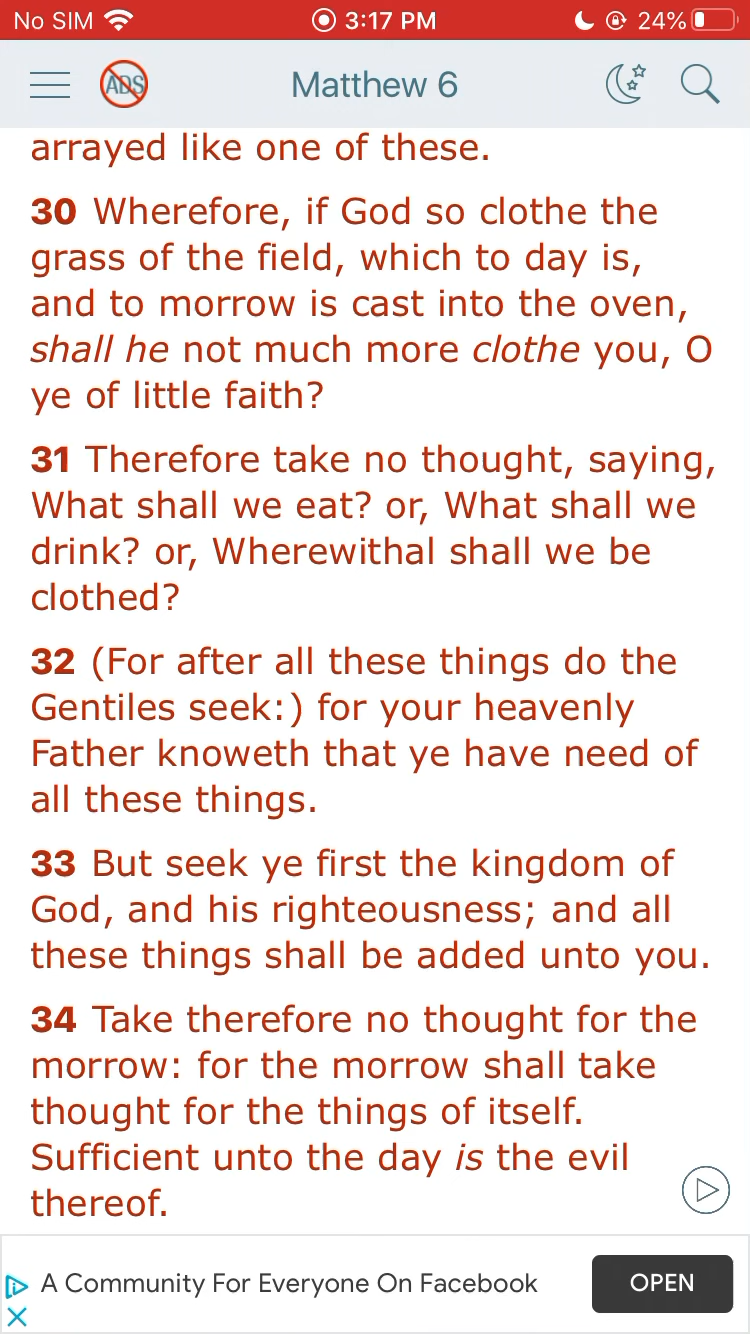 No SIM 3:17 PM 24%
ADS Matthew 6
arrayed like one of these.
30 Wherefore, if God so clothe the
grass of the field, which to day is,
and to morrow is cast into the oven,
shall he not much more clothe you, O
ye of little faith?
31 Therefore take no thought, saying,
What shall we eat? or, What shall we
drink? or, Wherewithal shall we be
clothed?
32 (For after all these things do the
Gentiles seek:) for your heavenly
Father knoweth that ye have need of
all these things.
33 But seek ye first the kingdom of
God, and his righteousness; and all
these things shall be added unto you.
34 Take therefore no thought for the
morrow: for the morrow shall take
thought for the things of itself.
Sufficient unto the day is the evil
thereof.
A Community For Everyone On Facebook OPEN